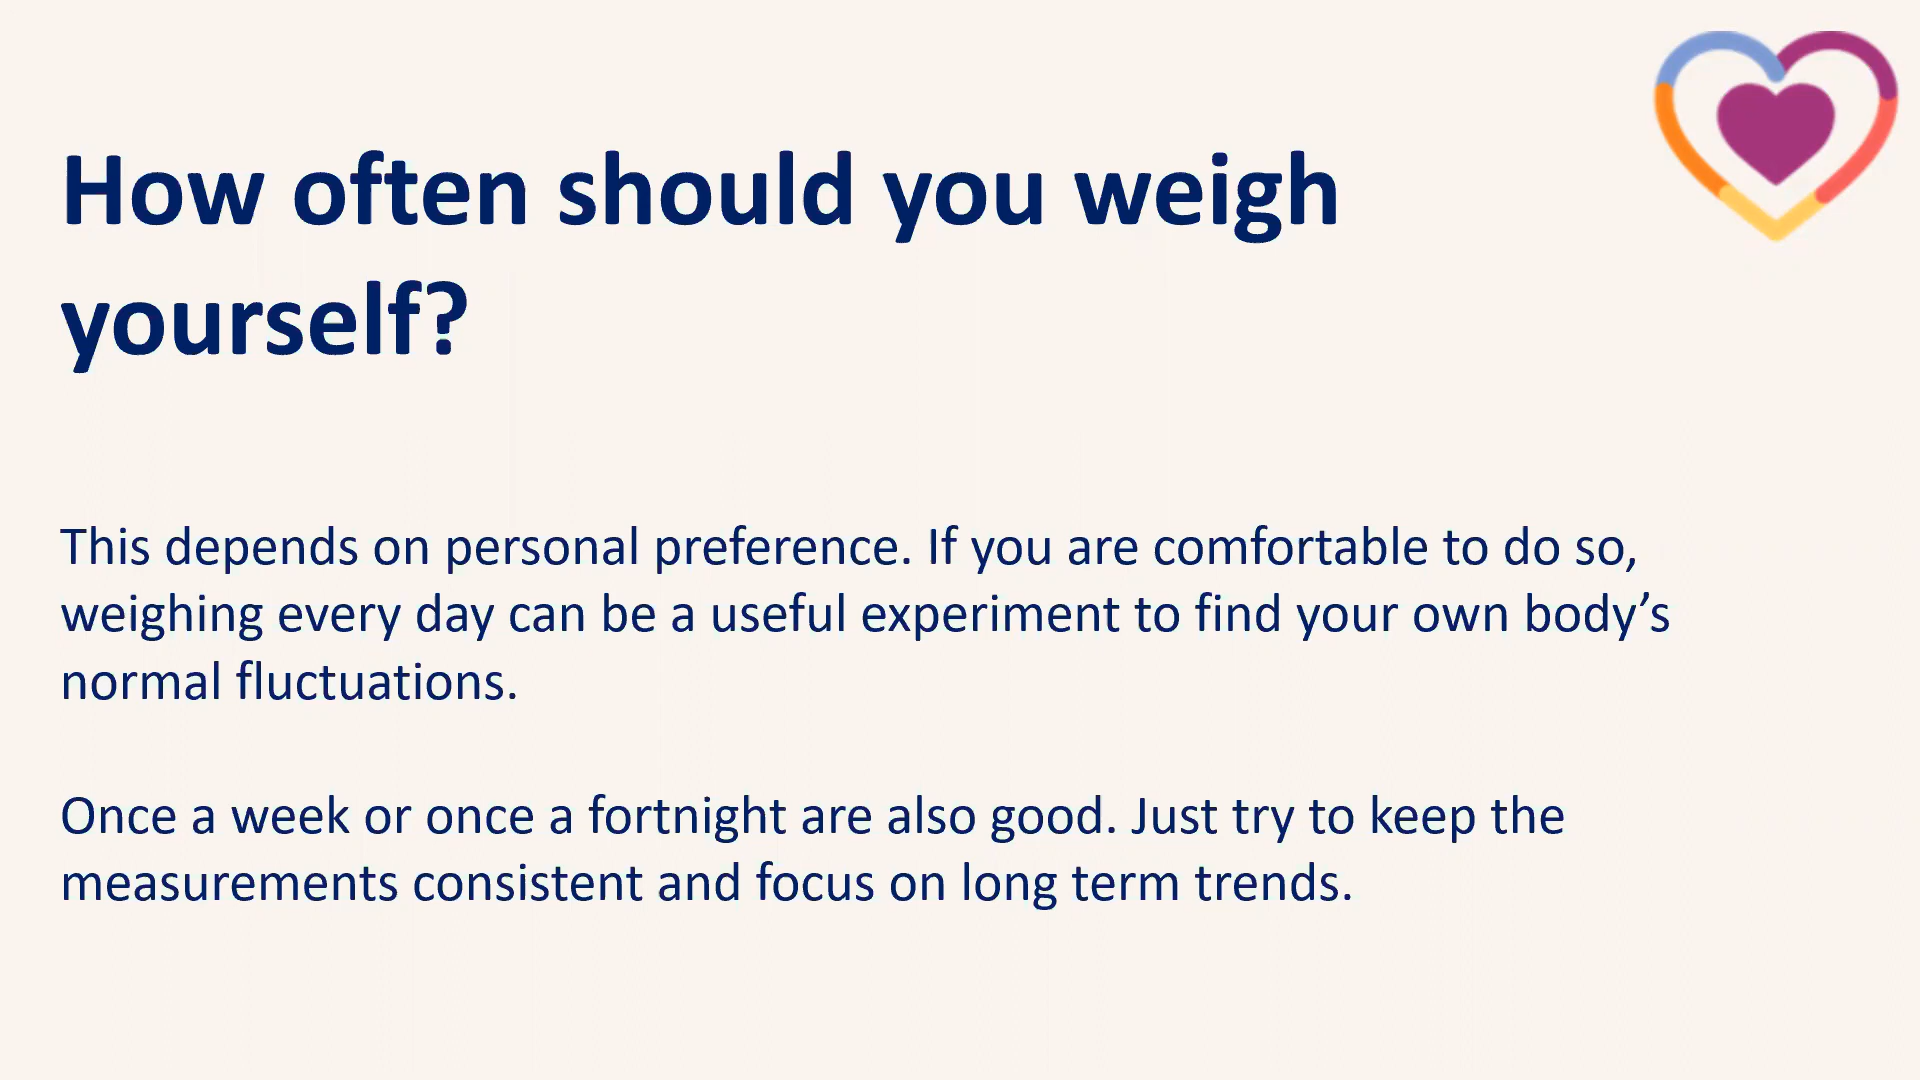 How often should you weigh
yourself?
This depends on personal preference. If you are comfortable to do so,
weighing every day can be a useful experiment to find your own body’s
normal fluctuations.
Once a week or once a fortnight are also good. Just try to keep the
measurements consistent and focus on long term trends.